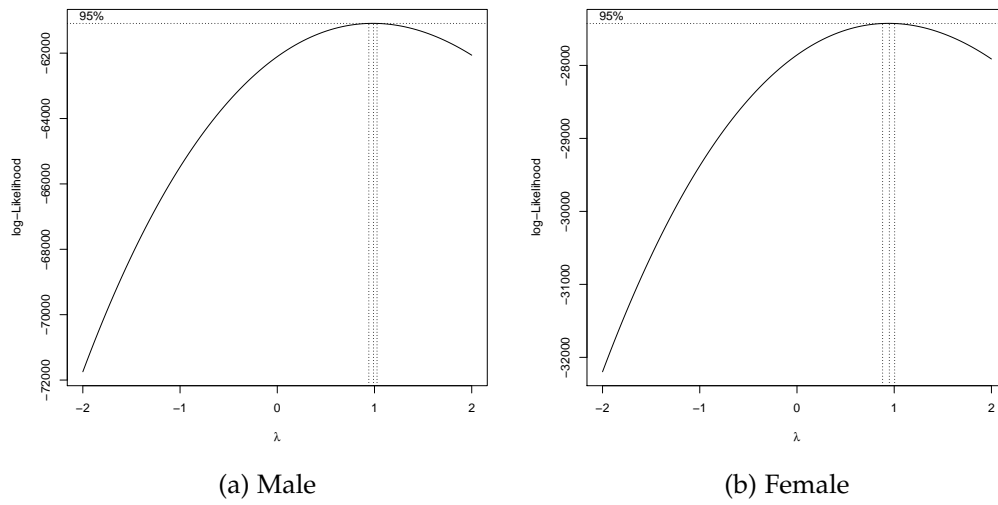 95%
log−Likelihood
−62000
−64000
−66000
−68000
−70000
−72000
−2 −1 0 1 2
λ
(a) Male
95%
log−Likelihood
−28000
−29000
−30000
−31000
−32000
−2 −1 0 1 2
λ
(b) Female